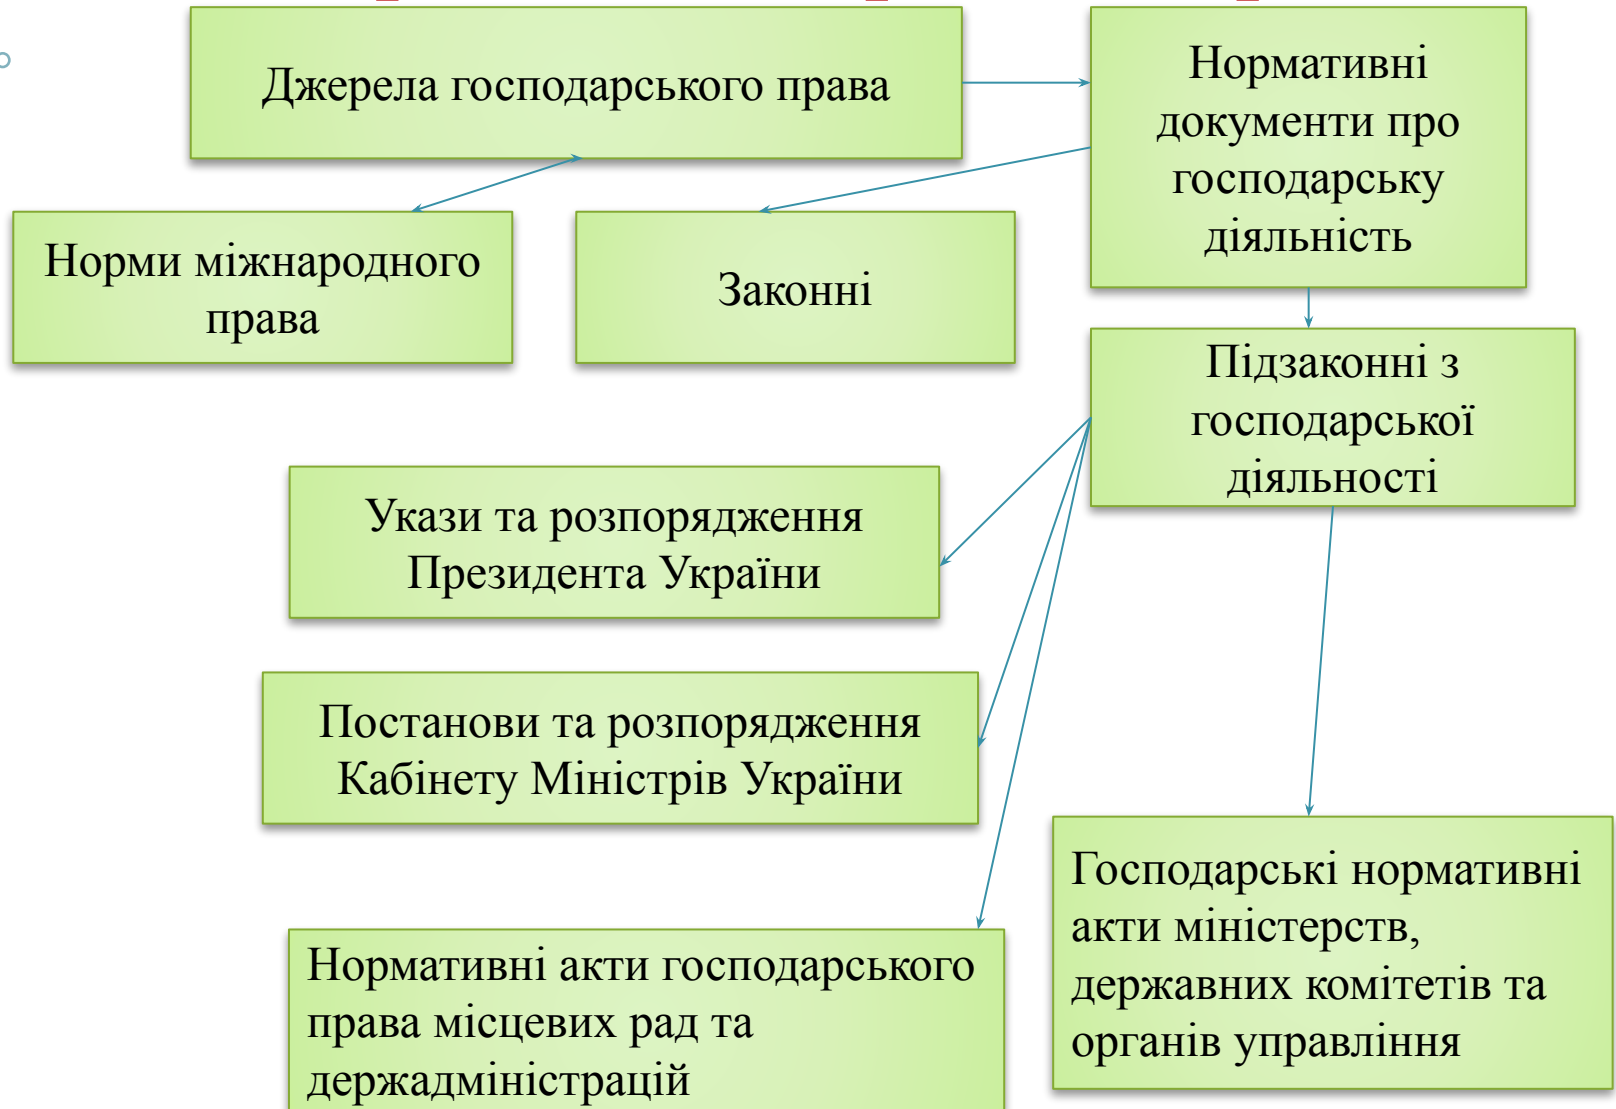 Джерела господарського права
Нормативні
документи про
господарську
діяльність
Норми міжнародного
права
Законні
Підзаконні з
господарської
діяльності
Укази та розпорядження
Президента України
Постанови та розпорядження
Кабінету Міністрів України
Господарські нормативні
акти міністерств,
державних комітетів та
органів управління
Нормативні акти господарського
права місцевих рад та
держадміністрацій